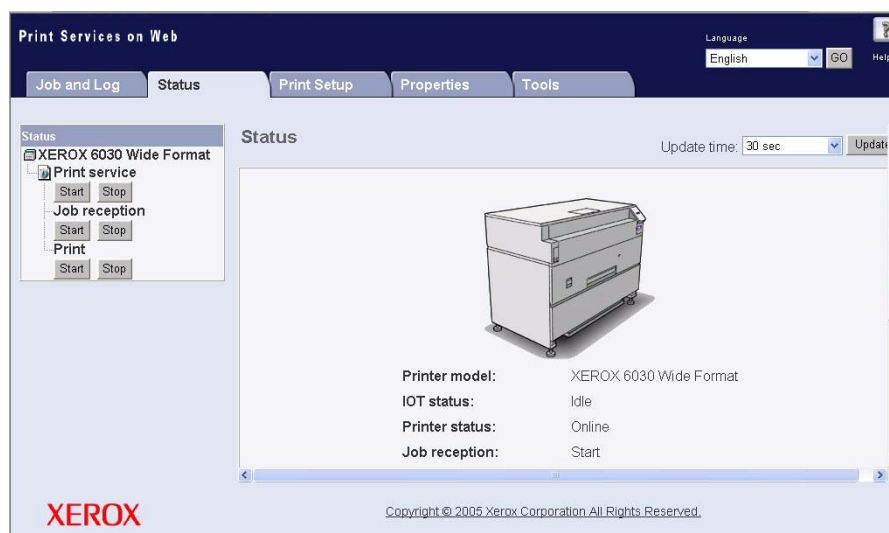 Print Services on Web
Language
English GO
Help
Job and Log Status Print Setup Properties Tools
Status
XEROX 6030 Wide Format
Print service
Start Stop
Job reception
Start Stop
Print
Start Stop
Status
Update time: 30 sec Update
Printer model: XEROX 6030 Wide Format
IOT status: Idle
Printer status: Online
Job reception: Start
XEROX
Copyright © 2005 Xerox Corporation All Rights Reserved.